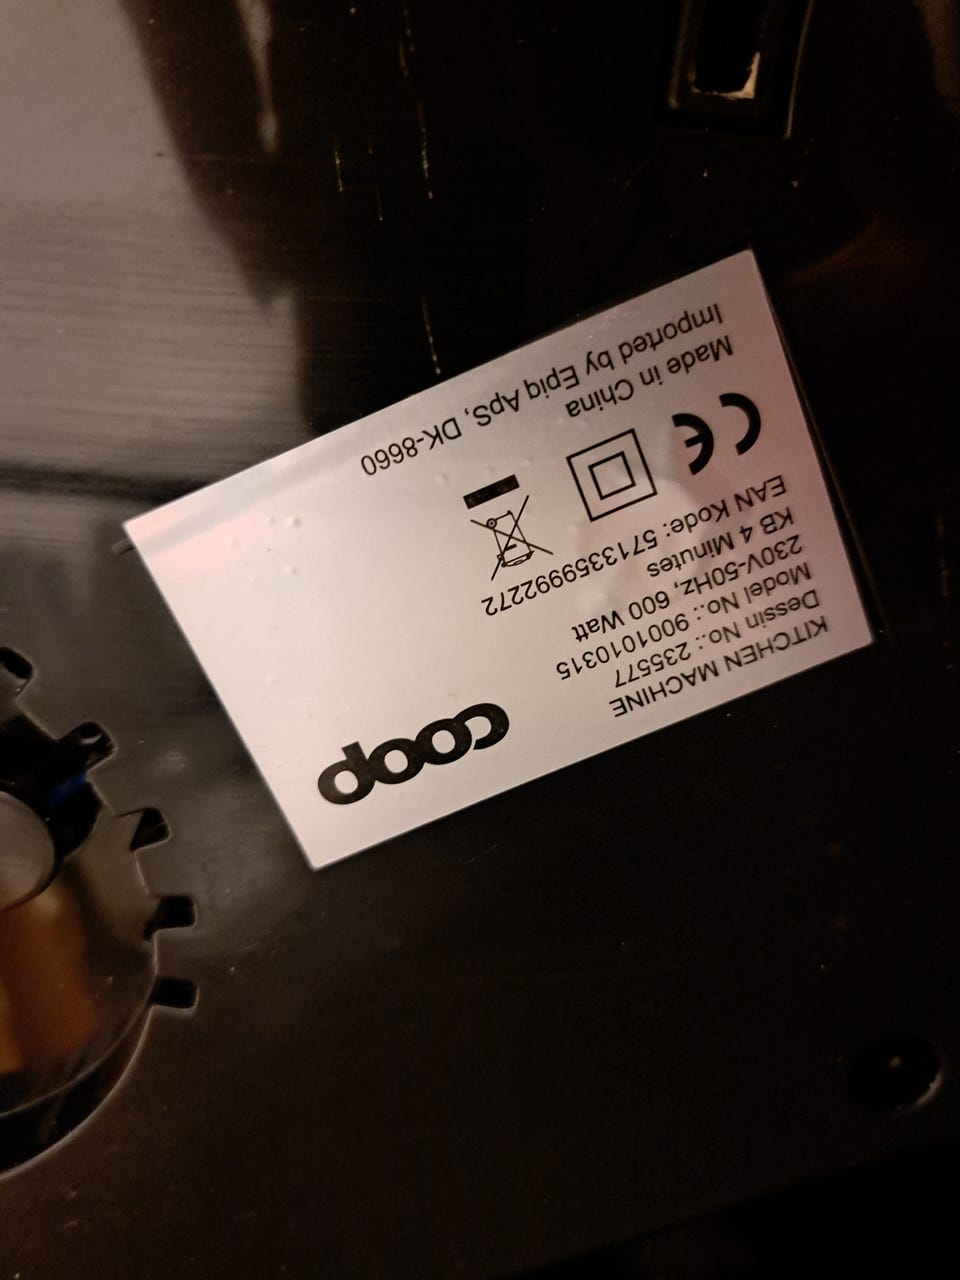 KITCHEN MACHINE
Dessin No.: 235577
Model No.: 9001010315
230V-50Hz, 600 Watt
KB 4 Minutes
EAN Kode: 5713359992272
CE
Made in China
Imported by Epiq ApS, DK-8660
coop